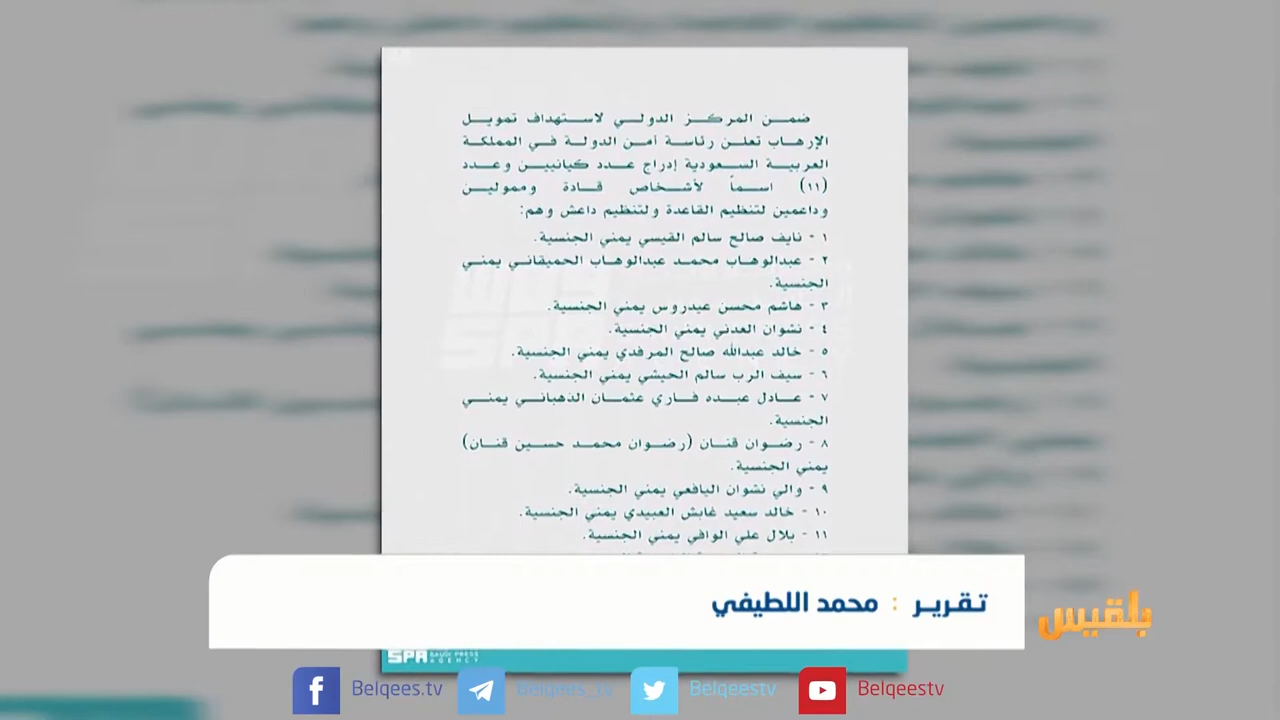 ضمن المركز الدولي لاستهداف تمويل
الإرهاب تعلن رئاسة أمن الدولة في المملكة
العربية السعودية إدراج عدد كيانيين وعدد
(١١) اسماً لأشخاص قادة وممولين
وداعمين لتنظيم القاعدة ولتنظيم داعش وهم:
١ - نايف صالح سالم القيسي يمني الجنسية.
٢ - عبدالوهاب محمد عبدالوهاب الحميقاني يمني
الجنسية.
٣ - هاشم محسن عيدروس يمني الجنسية.
٤ - نشوان العدني يمني الجنسية.
٥ - خالد عبدالله صالح المرفدي يمني الجنسية.
٦ - سيف الرب سالم الحيشي يمني الجنسية.
٧ - عادل عبده فاري عثمان الذهباني يمني
الجنسية.
٨ - رضوان قنان (رضوان محمد حسين قنان)
يمني الجنسية.
٩ - والي نشوان اليافعي يمني الجنسية.
١٠ - خالد سعيد غابش العبيدي يمني الجنسية.
١١ - بلال علي الوافي يمني الجنسية.
تقرير : محمد اللطيفي
بلقيس
SPA SAUDI PRESS AGENCY
Belqees.tv
Belqees_tv
Belqeestv
Belqeestv